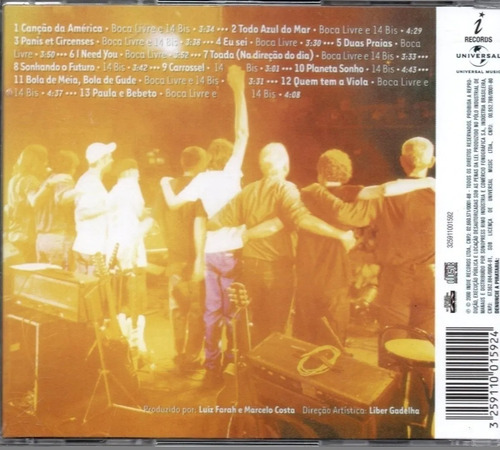 1 Canção da América - Boca Livre e 14 Bis - 3:34 ••• 2 Todo Azul do Mar - Boca Livre e 14 Bis - 4:29
3 Panis et Circenses - Boca Livre e 14 Bis - 3:38 ••• 4 Eu sei - Boca Livre - 3:30 ••• 5 Duas Praias - Boca
Livre - 3:50 ••• 6 I Need You - Boca Livre - 3:57 ••• 7 Toada (Na direção do dia) - Boca Livre - 3:33 •••
8 Sonhando o Futuro - 14 Bis - 3:47 ••• 9 Carrossel - 14 Bis - 3:01 ••• 10 Planeta Sonho - 14 Bis - 4:43 •••
11 Bola de Meia, Bola de Gude - 14 Bis - 3:31 ••• 12 Quem tem a Viola - Boca Livre e
14 Bis - 4:37 ••• 13 Paula e Bebeto - Boca Livre e 14 Bis - 4:08
Produzido por: Luiz Farah e Marcelo Costa Direção Artística: Liber Gadelha
i
RECORDS
UNIVERSAL
UNIVERSAL MUSIC
325911001592
DENUNCIE A PIRATARIA:
3 259110 015924